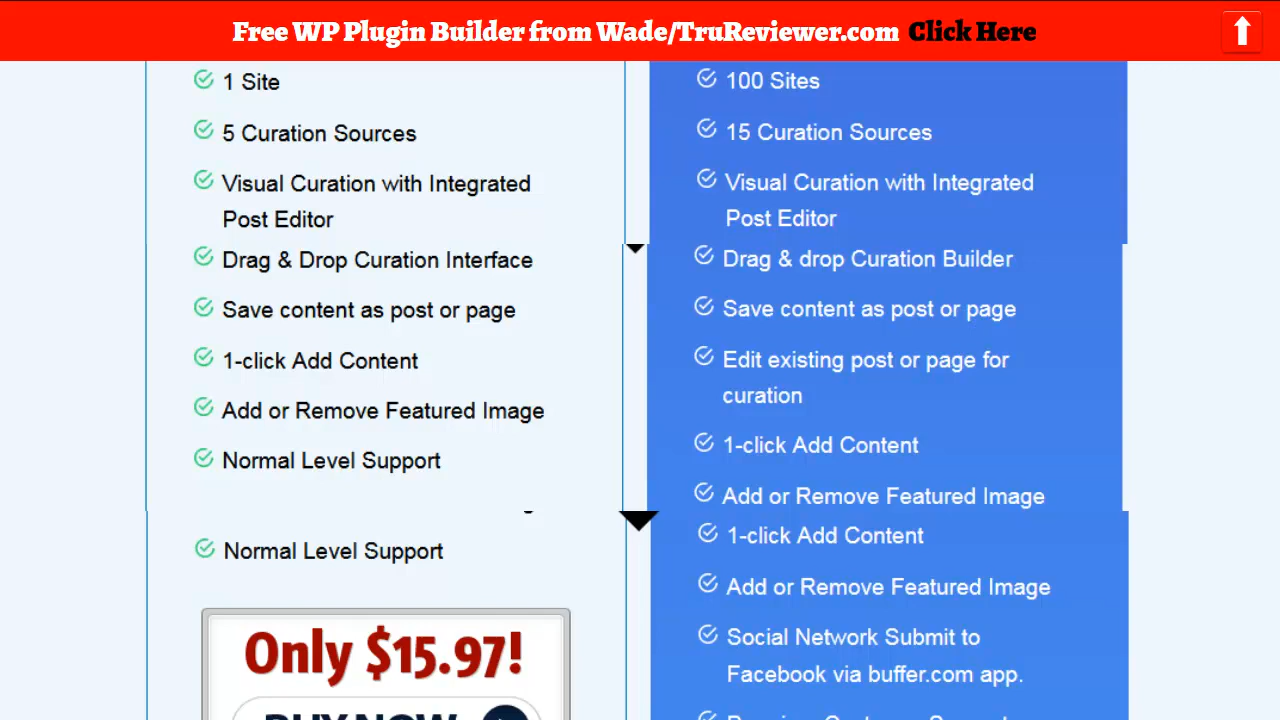 Free WP Plugin Builder from Wade/TruReviewer.com Click Here
1 Site
5 Curation Sources
Visual Curation with Integrated
Post Editor
Drag & Drop Curation Interface
Save content as post or page
1-click Add Content
Add or Remove Featured Image
Normal Level Support
Normal Level Support
Only $15.97!
BUY NOW
100 Sites
15 Curation Sources
Visual Curation with Integrated
Post Editor
Drag & drop Curation Builder
Save content as post or page
Edit existing post or page for
curation
1-click Add Content
Add or Remove Featured Image
1-click Add Content
Add or Remove Featured Image
Social Network Submit to
Facebook via buffer.com app.